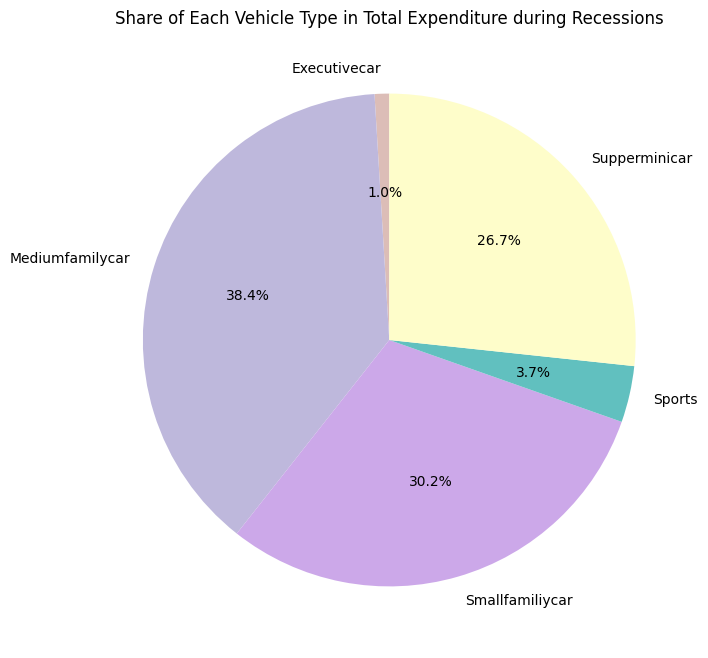 Share of Each Vehicle Type in Total Expenditure during Recessions
Executivecar
Supperminicar
1.0%
26.7%
Mediumfamilycar
38.4%
3.7%
Sports
30.2%
Smallfamiliycar